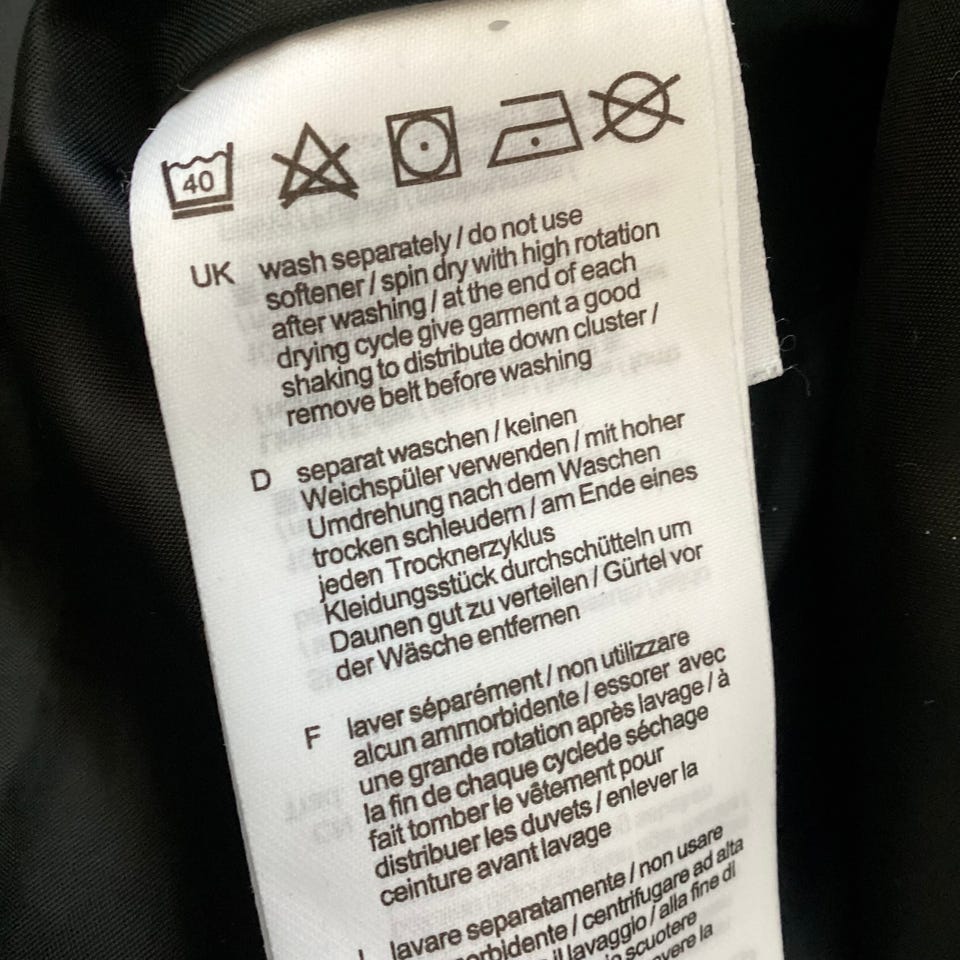 40
UK wash separately / do not use
softener / spin dry with high rotation
after washing / at the end of each
drying cycle give garment a good
shaking to distribute down cluster /
remove belt before washing
D separat waschen / keinen
Weichspüler verwenden / mit hoher
Umdrehung nach dem Waschen
trocken schleudern / am Ende eines
jeden Trocknerzyklus
Kleidungsstück durchschütteln um
Daunen gut zu verteilen / Gürtel vor
der Wäsche entfernen
F laver séparément / non utilizzare
alcun ammorbidente / essorer avec
une grande rotation après lavage / à
la fin de chaque cyclede séchage
fait tomber le vêtement pour
distribuer les duvets / enlever la
ceinture avant lavage
I lavare separatamente / non usare
/ centrifugare ad alta
il lavaggio / alla fine di
scuotere
la